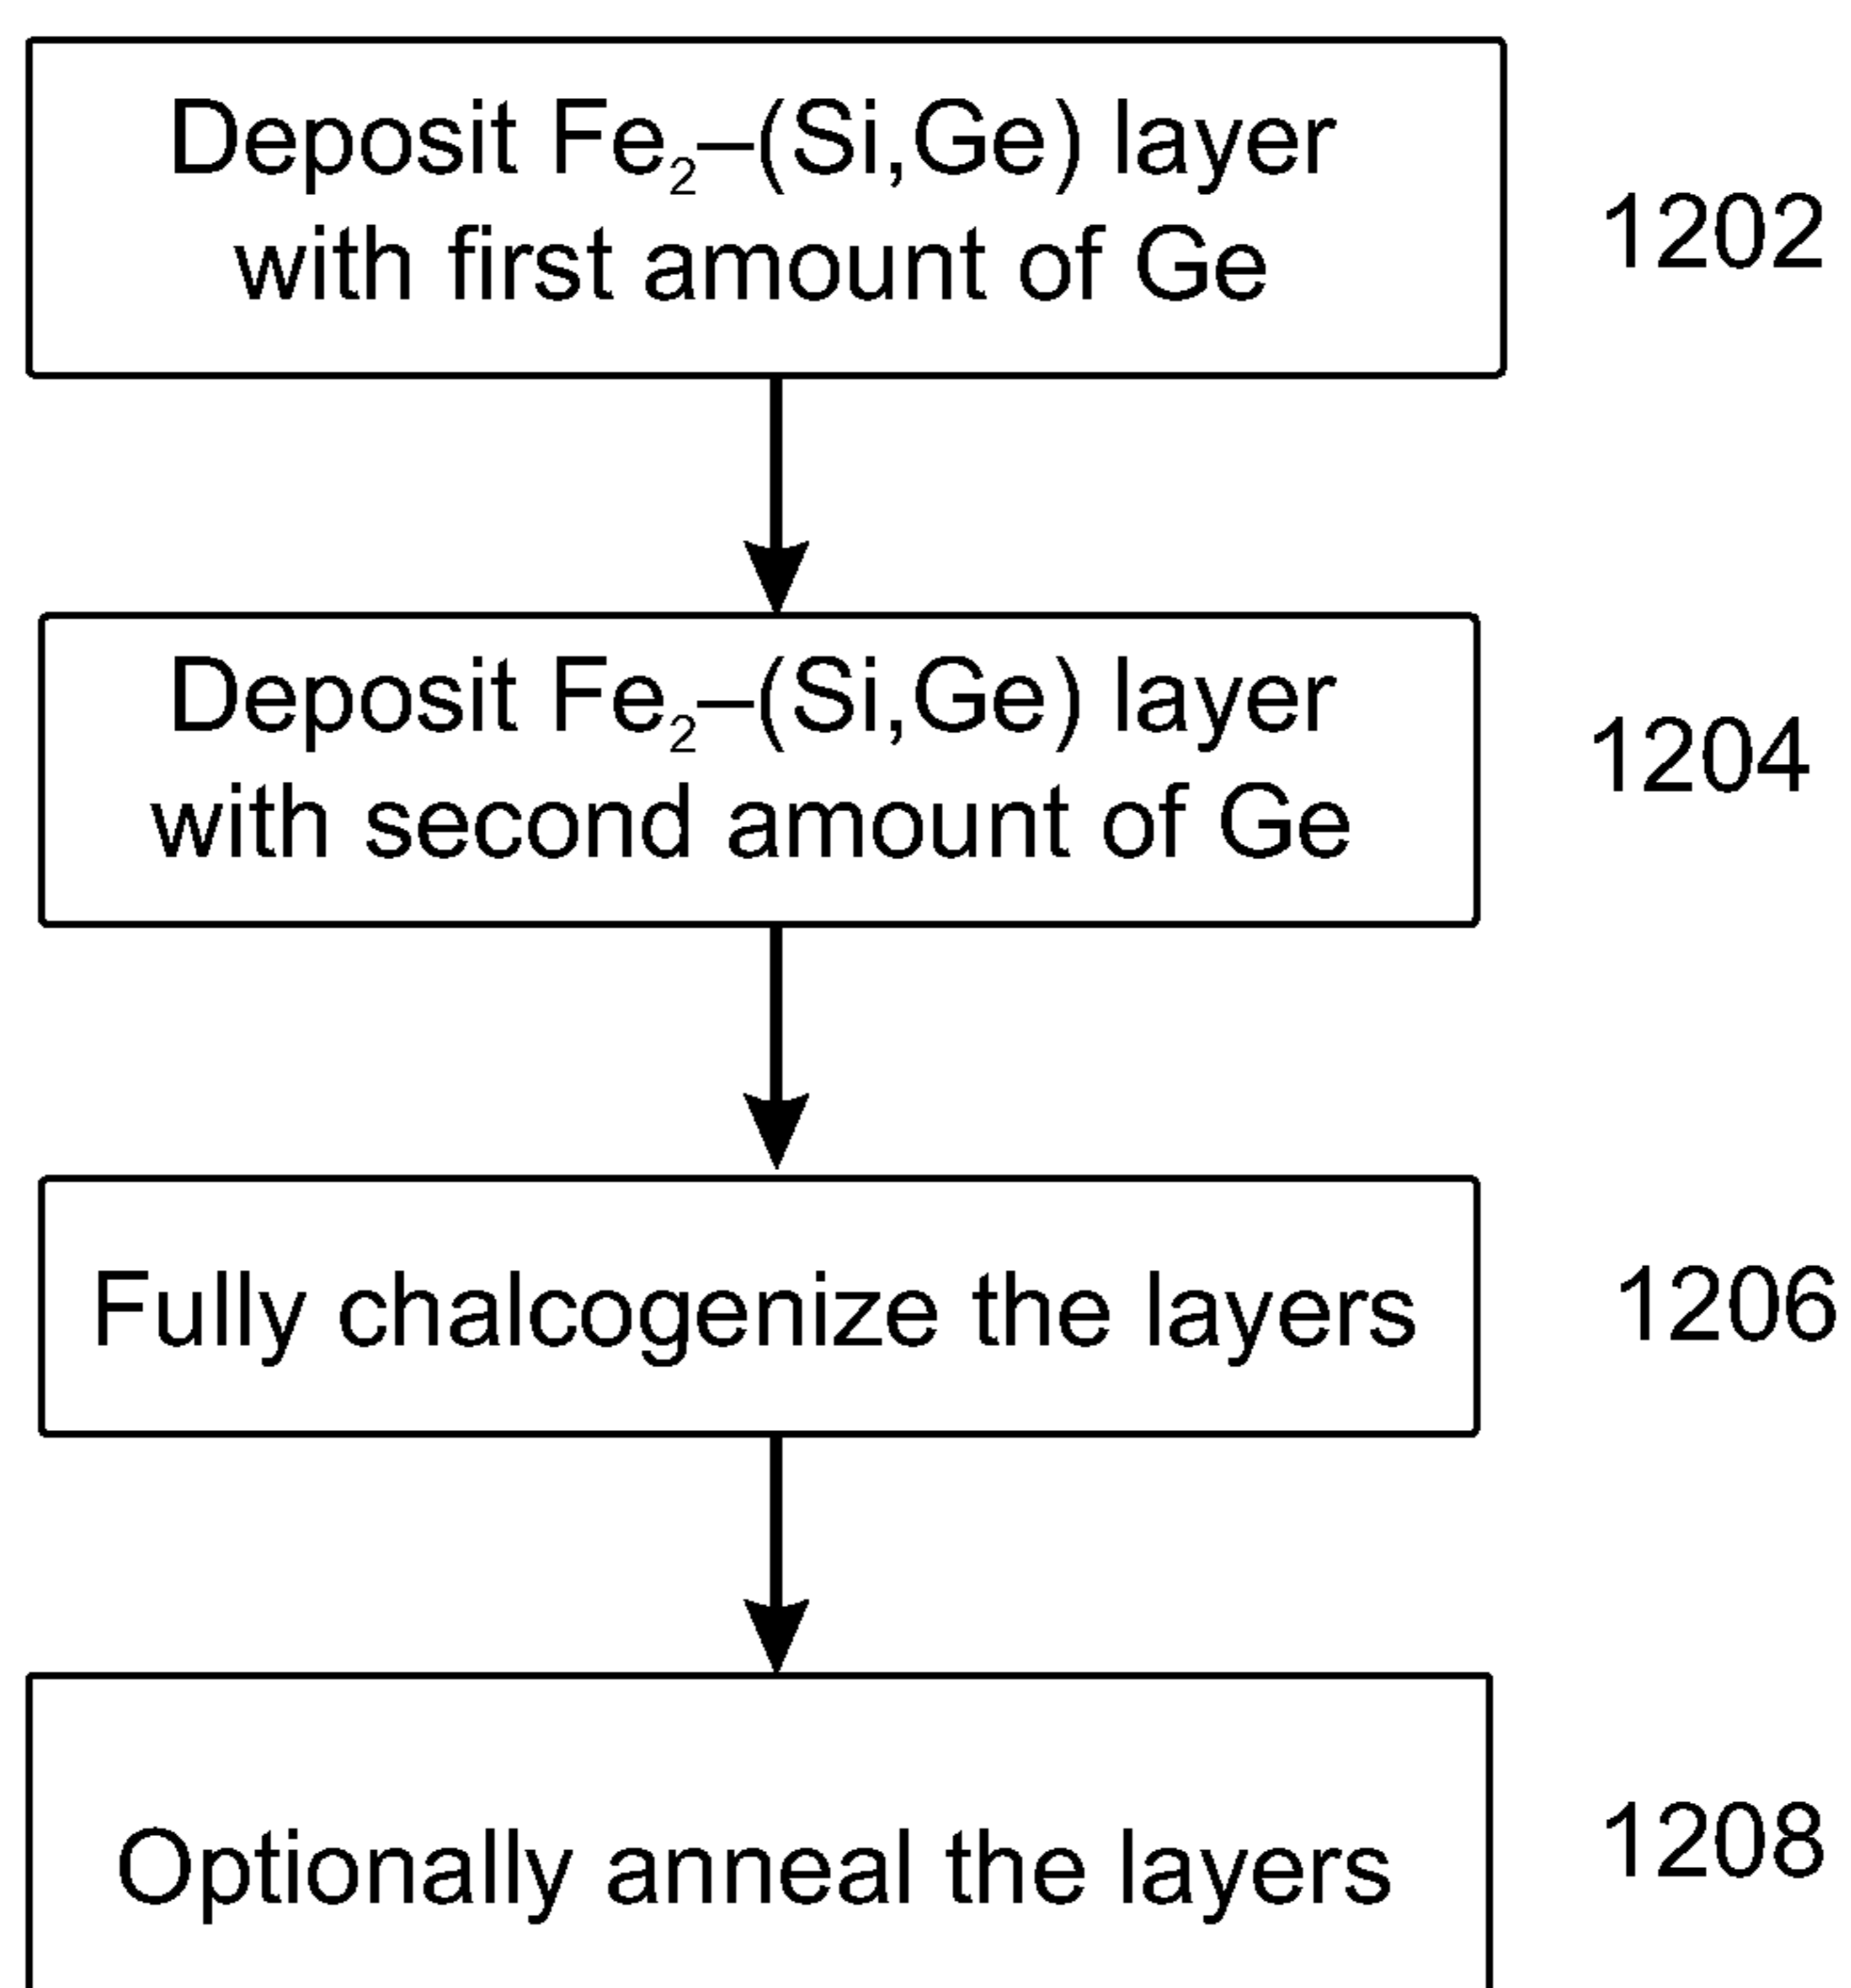 Deposit Fe₂–(Si,Ge) layer
with first amount of Ge
1202
Deposit Fe₂–(Si,Ge) layer
with second amount of Ge
1204
Fully chalcogenize the layers
1206
Optionally anneal the layers
1208